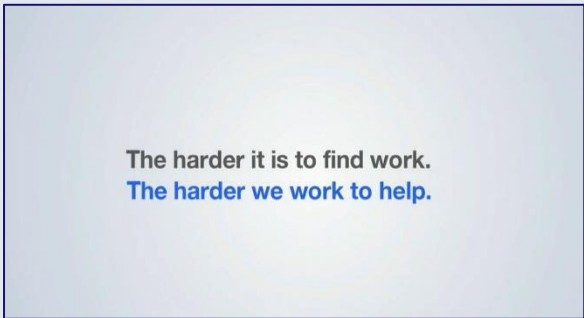 The harder it is to find work.
The harder we work to help.